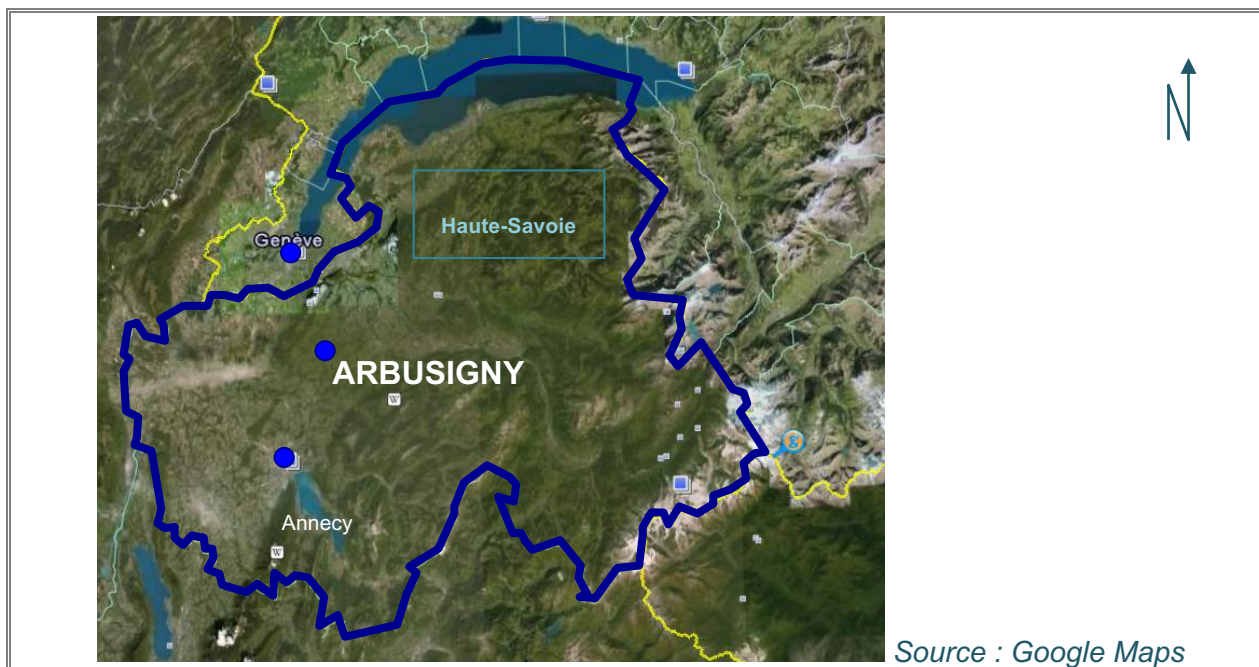 N
Haute-Savoie
Genève
ARBUSIGNY
W
g
Annecy
W
Source : Google Maps